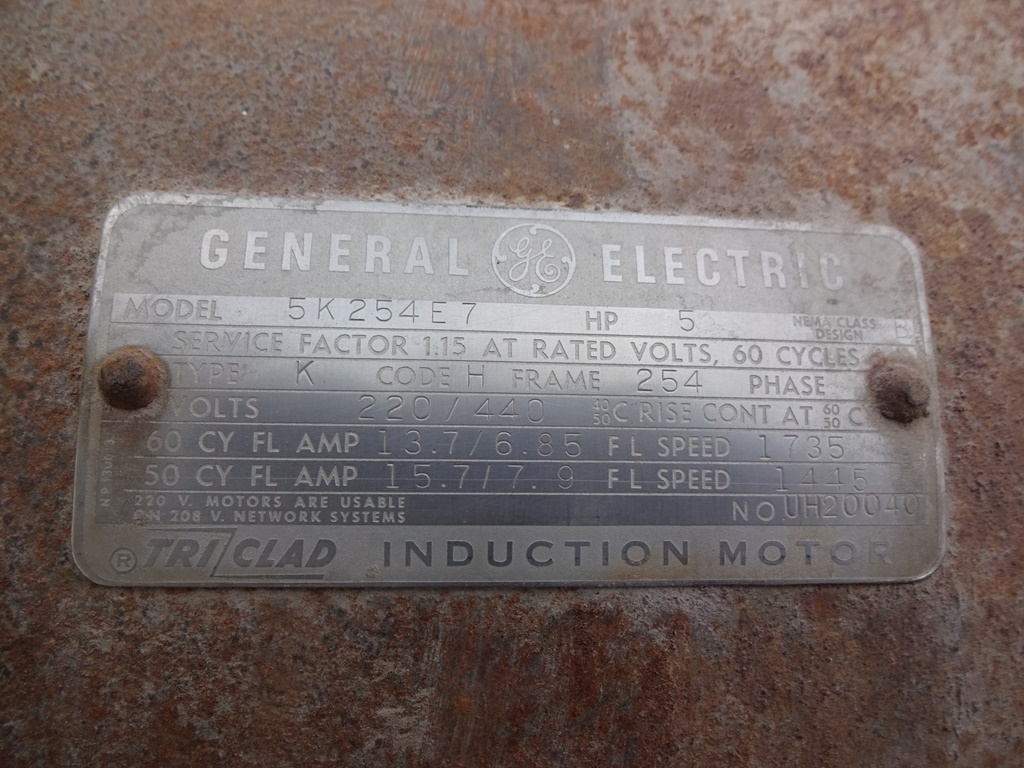 GENERAL GE ELECTRIC
MODEL 5K254E7 HP 5 NEMA CLASS DESIGN B
SERVICE FACTOR 1.15 AT RATED VOLTS, 60 CYCLES
TYPE K CODE H FRAME 254 PHASE
VOLTS 220/440 40/50 C RISE CONT AT 60/50 C
60 CY FL AMP 13.7/6.85 FL SPEED 1735
50 CY FL AMP 15.7/7.9 FL SPEED 1445
220 V. MOTORS ARE USABLE
ON 208 V. NETWORK SYSTEMS
NO UH20040
® TRI/CLAD INDUCTION MOTOR